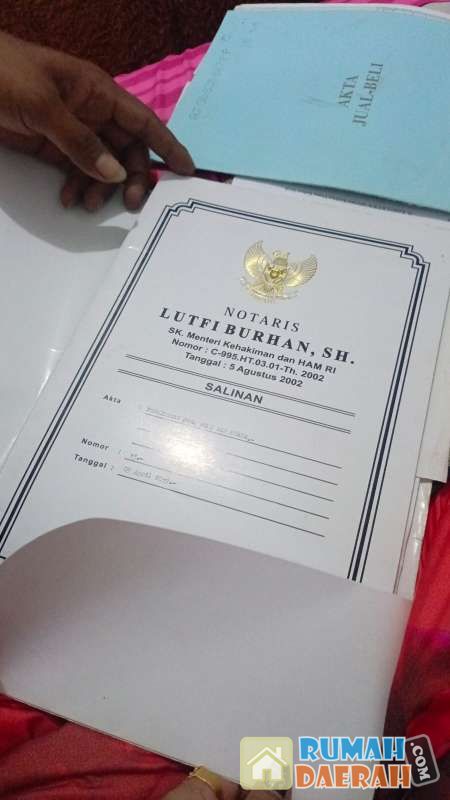 AKTA
JUAL-BELI
NOTARIS
LUTFI BURHAN, SH.
SK. Menteri Kehakiman dan HAM RI
Nomor : C-995.HT.03.01-Th. 2002
Tanggal : 5 Agustus 2002
SALINAN
Akta :
Nomor :
Tanggal :
RUMAH
DAERAH.COM